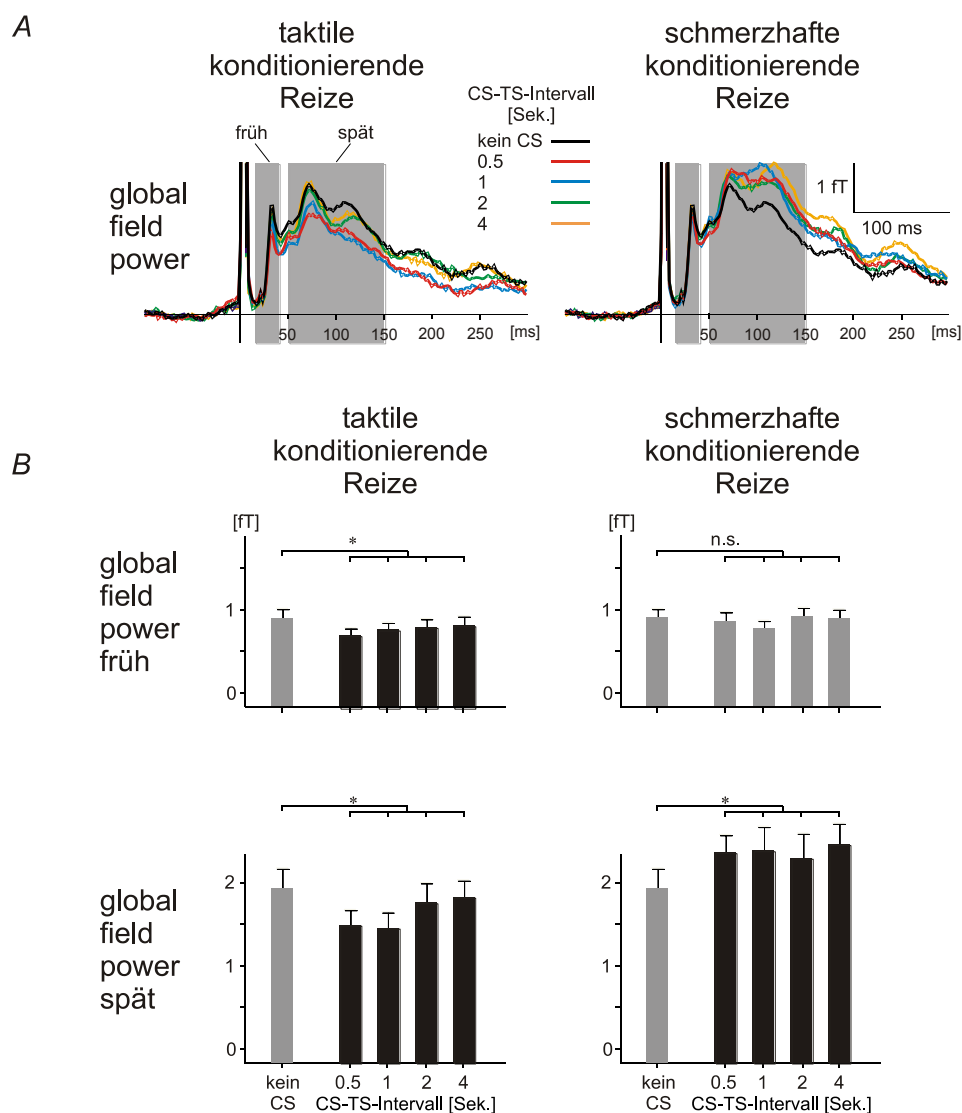 A
taktile
konditionierende
Reize
schmerzhafte
konditionierende
Reize
CS-TS-Intervall
[Sek.]
kein CS
0.5
1
2
4
früh
spät
global
field
power
50
100
150
200
250
[ms]
1 fT
100 ms
50
100
150
200
250
[ms]
B
taktile
konditionierende
Reize
schmerzhafte
konditionierende
Reize
global
field
power
früh
[fT]
*
1
0
[fT]
n.s.
1
0
global
field
power
spät
*
2
1
0
kein
CS
0.5
1
2
4
CS-TS-Intervall [Sek.]
*
2
1
0
kein
CS
0.5
1
2
4
CS-TS-Intervall [Sek.]